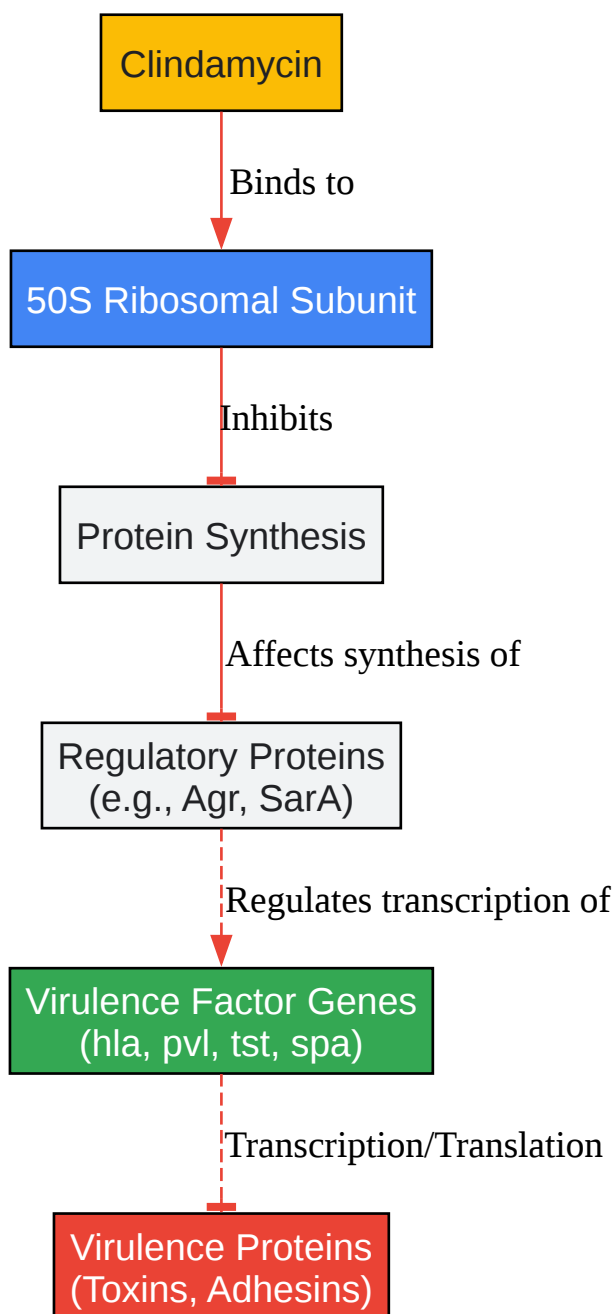 Clindamycin
Binds to
50S Ribosomal Subunit
Inhibits
Protein Synthesis
Affects synthesis of
Regulatory Proteins
(e.g., Agr, SarA)
Regulates transcription of
Virulence Factor Genes
(hla, pvl, tst, spa)
Transcription/Translation
Virulence Proteins
(Toxins, Adhesins)